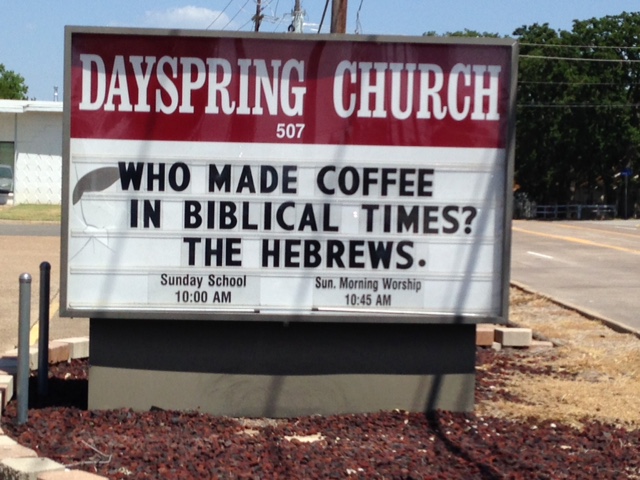 DAYSPRING CHURCH
507
WHO MADE COFFEE
IN BIBLICAL TIMES?
THE HEBREWS.
Sunday School
10:00 AM
Sun. Morning Worship
10:45 AM